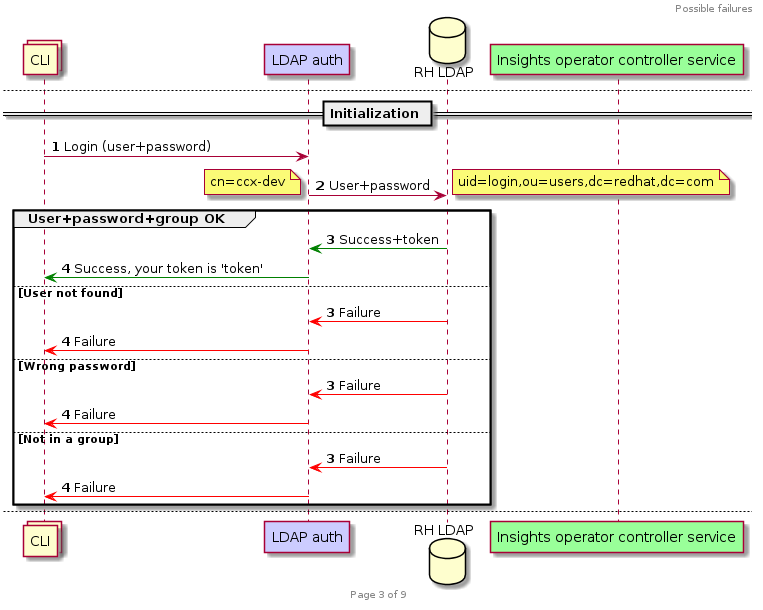 Possible failures
CLI
LDAP auth
RH LDAP
Insights operator controller service
Initialization
1 Login (user+password)
cn=ccx-dev
2 User+password
uid=login,ou=users,dc=redhat,dc=com
User+password+group OK
3 Success+token
4 Success, your token is 'token'
[User not found]
3 Failure
4 Failure
[Wrong password]
3 Failure
4 Failure
[Not in a group]
3 Failure
4 Failure
CLI
LDAP auth
RH LDAP
Insights operator controller service
Page 3 of 9